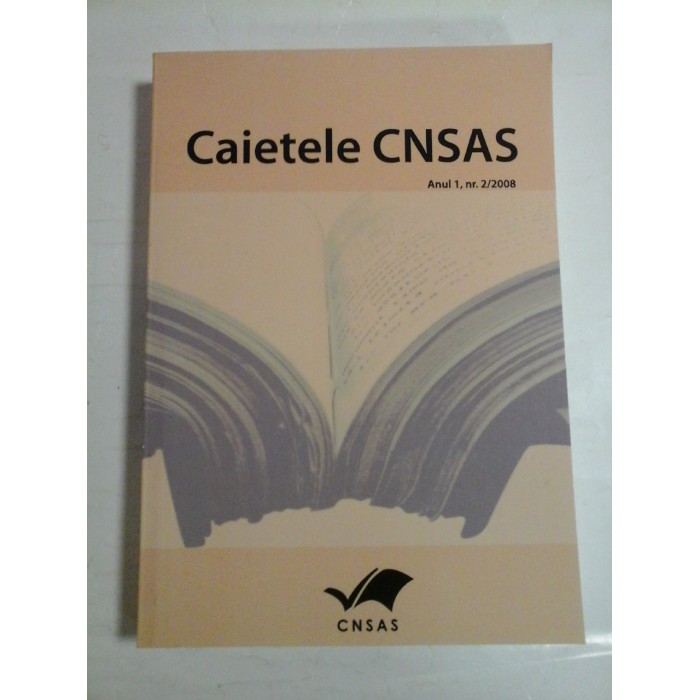 Caietele CNSAS
Anul 1, nr. 2/2008
CNSAS